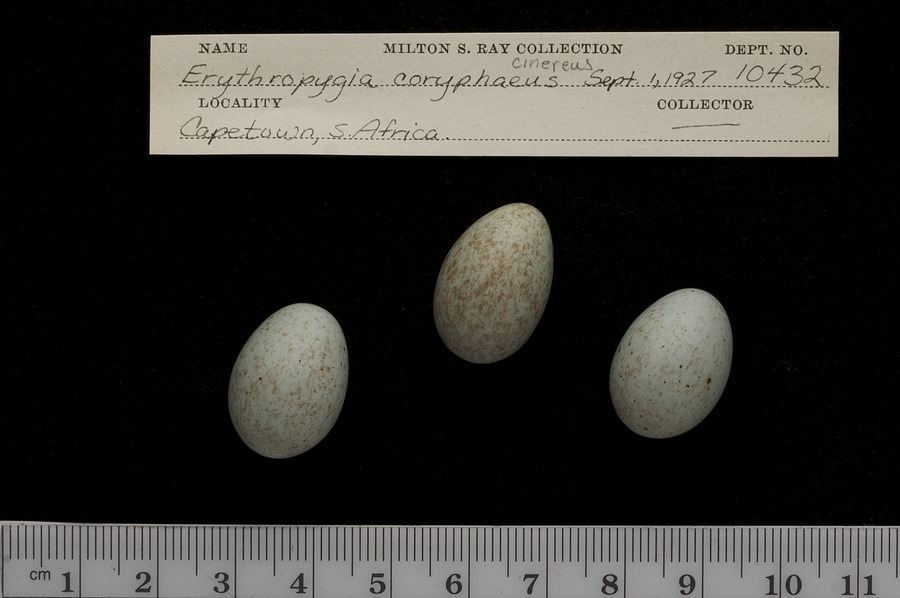 NAME MILTON S. RAY COLLECTION DEPT. NO.
cinereus
Erythropygia coryphaeus Sept. 1, 1927 10432
LOCALITY COLLECTOR
Capetown, S. Africa.
cm 1 2 3 4 5 6 7 8 9 10 11